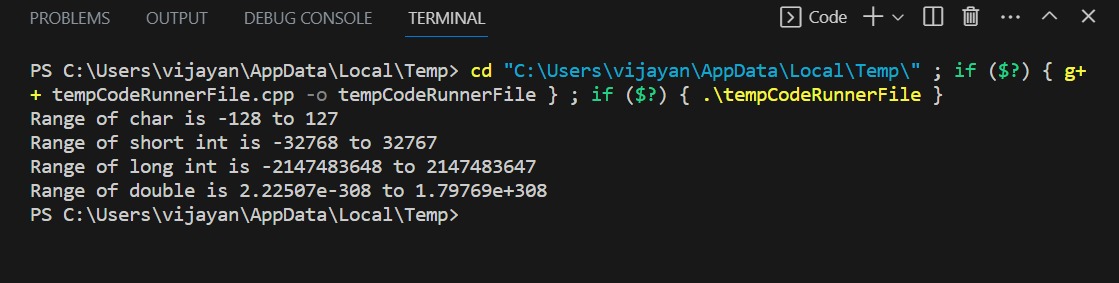 PROBLEMS OUTPUT DEBUG CONSOLE TERMINAL Code
PS C:\Users\vijayan\AppData\Local\Temp> cd "C:\Users\vijayan\AppData\Local\Temp\" ; if ($?) { g+
+ tempCodeRunnerFile.cpp -o tempCodeRunnerFile } ; if ($?) { .\tempCodeRunnerFile }
Range of char is -128 to 127
Range of short int is -32768 to 32767
Range of long int is -2147483648 to 2147483647
Range of double is 2.22507e-308 to 1.79769e+308
PS C:\Users\vijayan\AppData\Local\Temp>